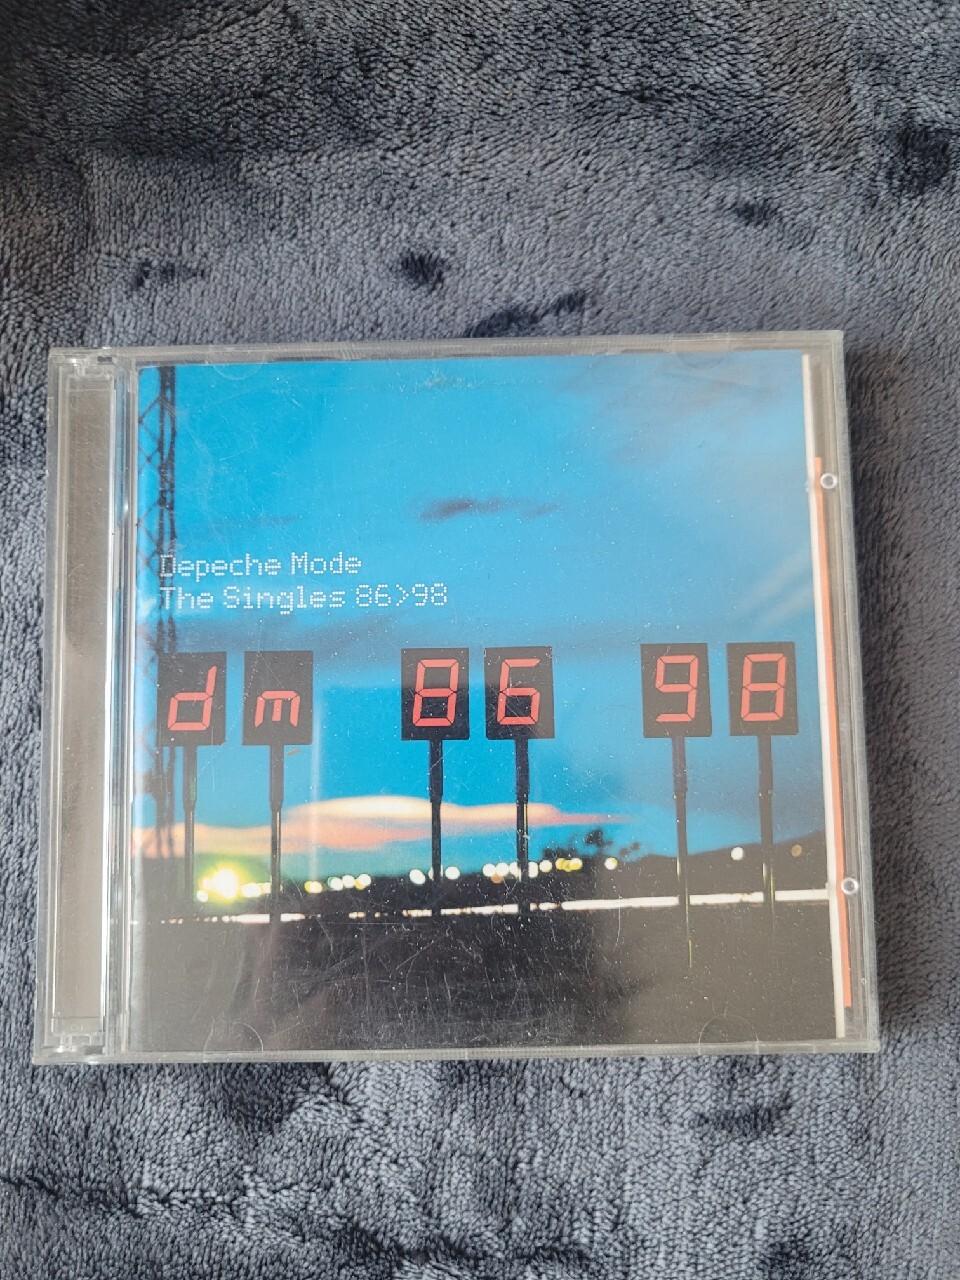 Depeche Mode
The Singles 86>98
dm 86 98